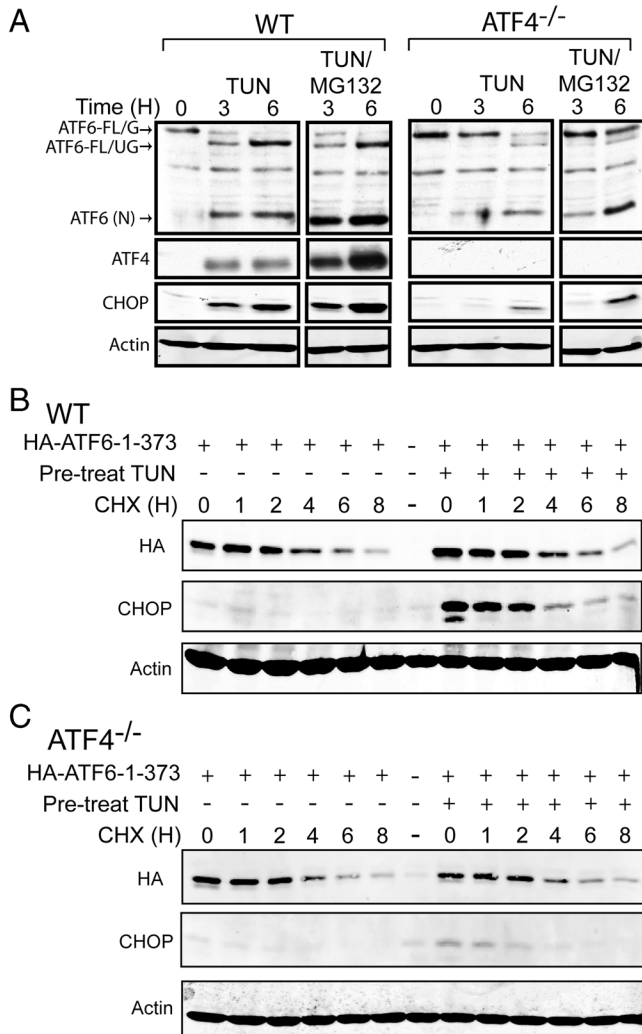 A
WT ATF4-/-
TUN TUN/ MG132 TUN TUN/ MG132
Time (H) 0 3 6 3 6 0 3 6 3 6
ATF6-FL/G→
ATF6-FL/UG→
ATF6 (N) →
ATF4
CHOP
Actin
B WT
HA-ATF6-1-373 + + + + + + - + + + + + +
Pre-treat TUN - - - - - - + + + + + +
CHX (H) 0 1 2 4 6 8 - 0 1 2 4 6 8
HA
CHOP
Actin
C ATF4-/-
HA-ATF6-1-373 + + + + + + - + + + + + +
Pre-treat TUN - - - - - - + + + + + +
CHX (H) 0 1 2 4 6 8 - 0 1 2 4 6 8
HA
CHOP
Actin